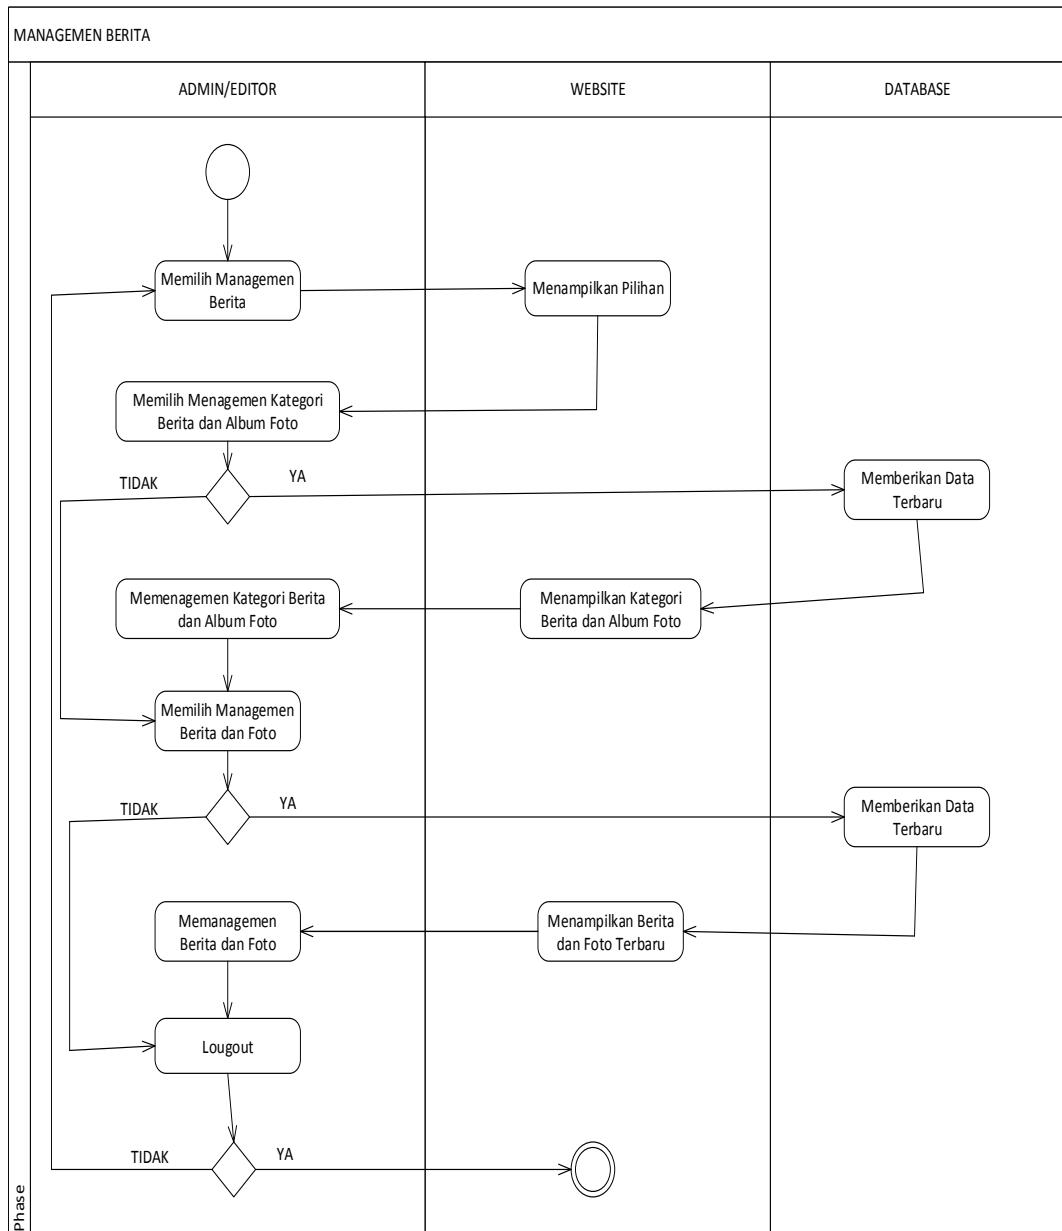 MANAGEMEN BERITA
ADMIN/EDITOR
WEBSITE
DATABASE
Memilih Managemen
Berita
Menampilkan Pilihan
Memilih Menagemen Kategori
Berita dan Album Foto
TIDAK
YA
Memberikan Data
Terbaru
Memenagemen Kategori Berita
dan Album Foto
Menampilkan Kategori
Berita dan Album Foto
Memilih Managemen
Berita dan Foto
TIDAK
YA
Memberikan Data
Terbaru
Memanagemen
Berita dan Foto
Menampilkan Berita
dan Foto Terbaru
Lougout
TIDAK
YA
Phase